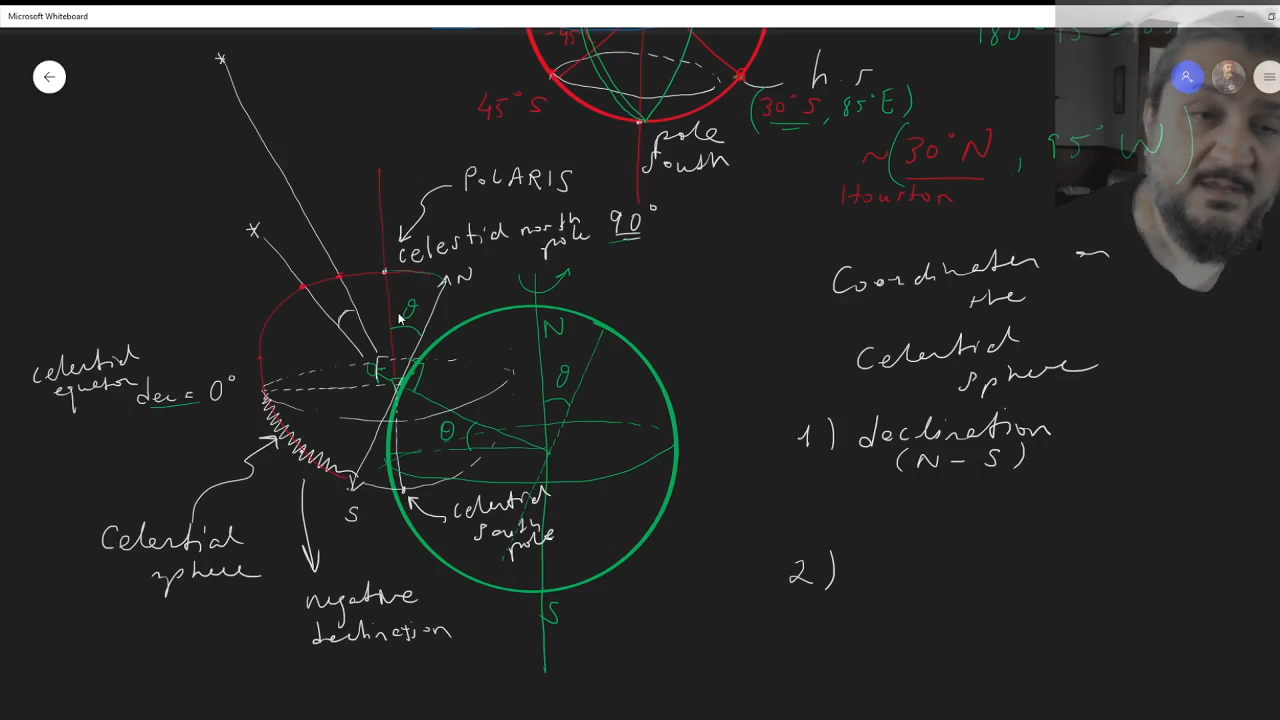 Microsoft Whiteboard
-45
45° S
h. s
(30° S, 85° E)
pole
South
~(30° N, 95° W)
Houston
POLARIS
celestial north
pole 90°
N
θ
N
θ
θ
celestial
equator dec = 0°
S
celestial
south
pole
Celestial
sphere
negative
declination
S
Coordinates on
the
Celestial
sphere
1) declination
(N - S)
2)